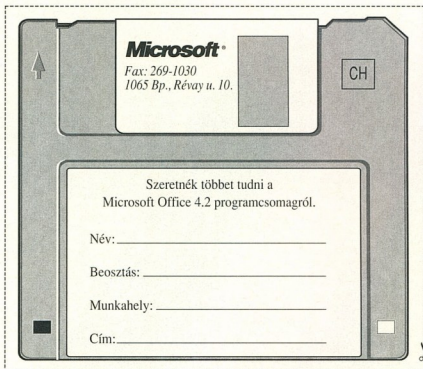 Microsoft®
Fax: 269-1030
1065 Bp., Révay u. 10.
CH
Szeretnék többet tudni a
Microsoft Office 4.2 programcsomagról.
Név:
Beosztás:
Munkahely:
Cím: